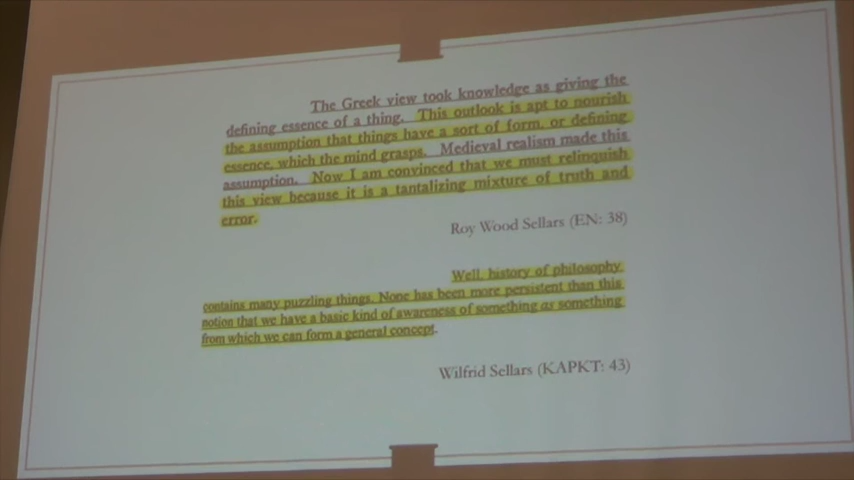 The Greek view took knowledge as giving the
defining essence of a thing. This outlook is apt to nourish
the assumption that things have a sort of form, or defining
essence, which the mind grasps. Medieval realism made this
assumption. Now I am convinced that we must relinquish
this view because it is a tantalizing mixture of truth and
error.
Roy Wood Sellars (EN: 38)
Well, history of philosophy
contains many puzzling things. None has been more persistent than this
notion that we have a basic kind of awareness of something as something
from which we can form a general concept.
Wilfrid Sellars (KAPKT: 43)